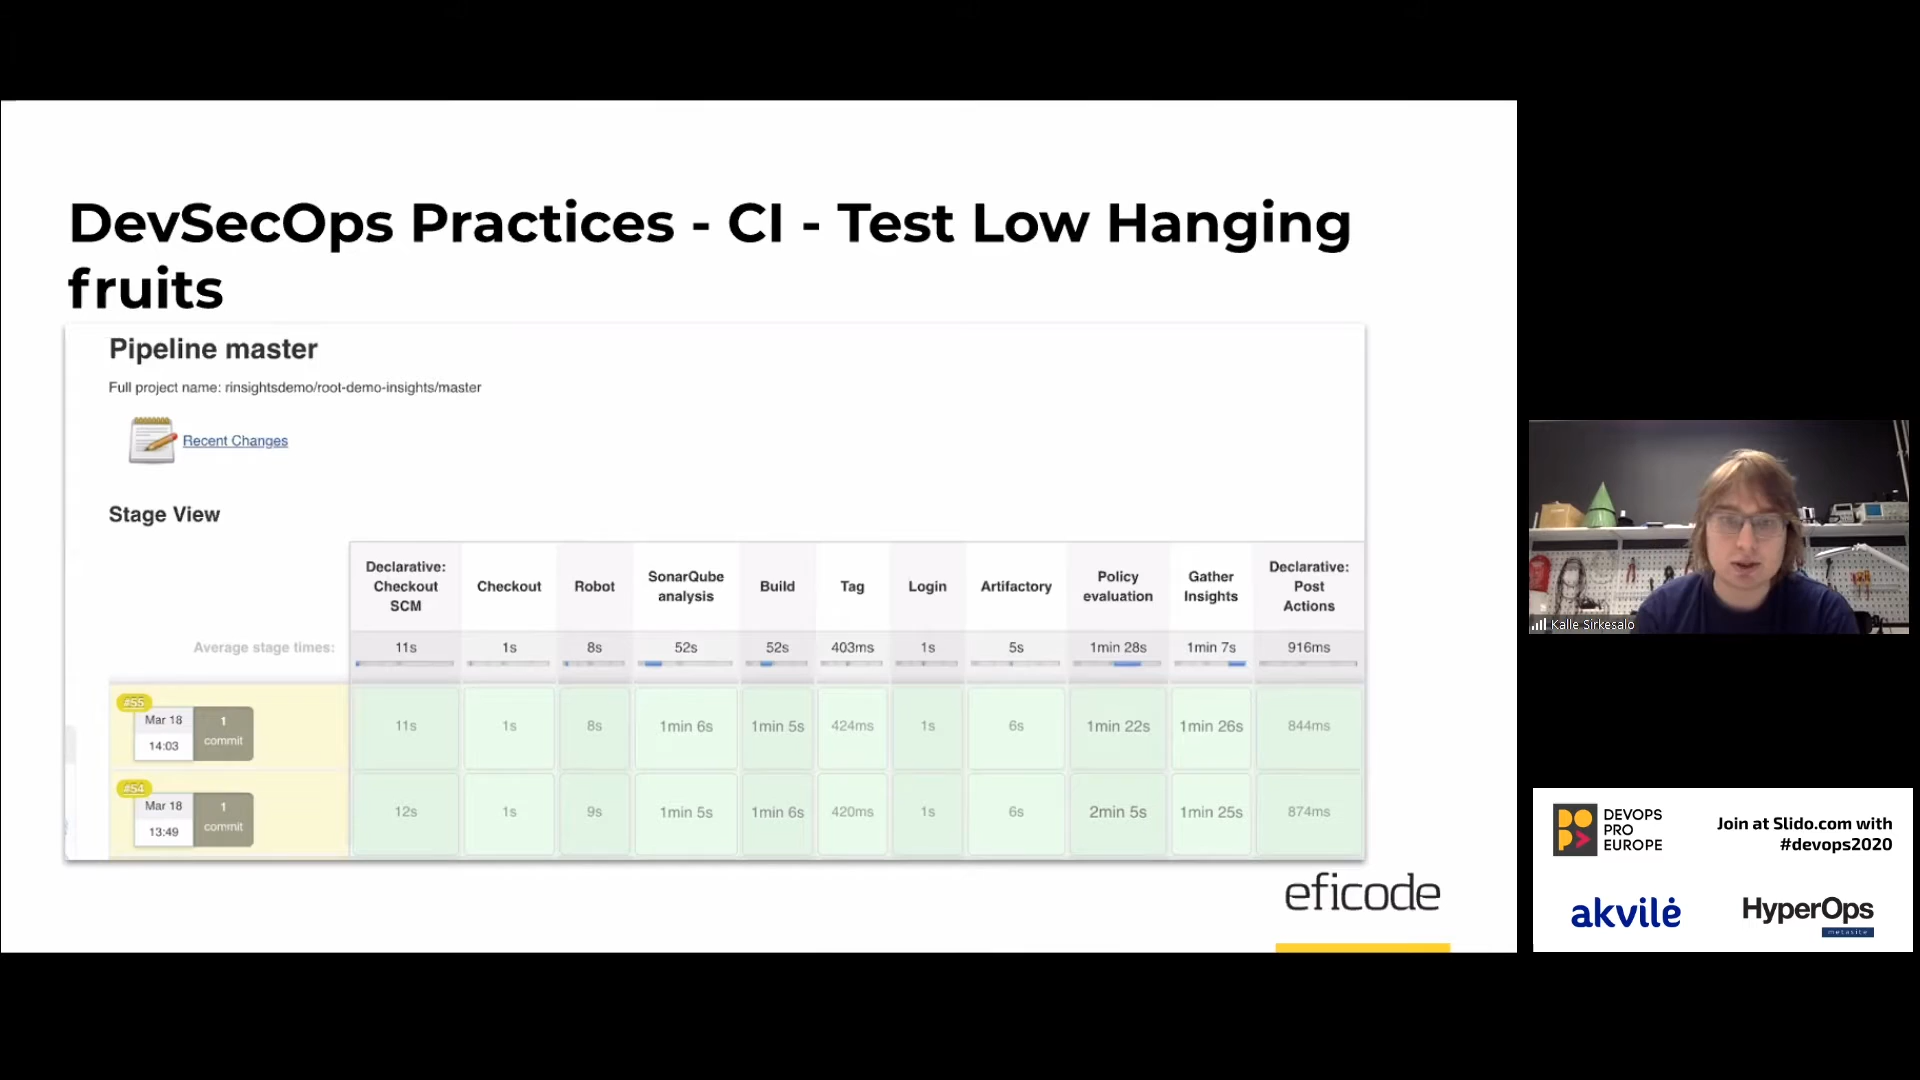 DevSecOps Practices - CI - Test Low Hanging
fruits
Pipeline master
Full project name: rinsightsdemo/root-demo-insights/master
Recent Changes
Stage View
Declarative:
Checkout
SCM
Checkout
Robot
SonarQube
analysis
Build
Tag
Login
Artifactory
Policy
evaluation
Gather
Insights
Declarative:
Post
Actions
Average stage times:
11s
1s
8s
52s
52s
403ms
1s
5s
1min 28s
1min 7s
916ms
#55
Mar 18
14:03
1
commit
11s
1s
8s
1min 6s
1min 5s
424ms
1s
6s
1min 22s
1min 26s
844ms
#54
Mar 18
13:49
1
commit
12s
1s
9s
1min 5s
1min 6s
420ms
1s
6s
2min 5s
1min 25s
874ms
eficode
Kalle Sirkesalo
DEVOPS
PRO
EUROPE
Join at Slido.com with
#devops2020
akvilė
HyperOps
metasite